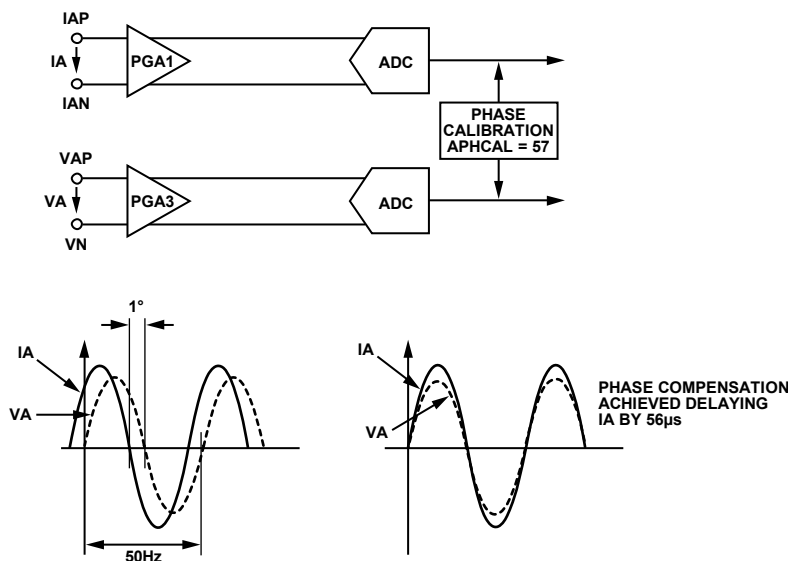 IAP
IA
IAN
PGA1
ADC
PHASE
CALIBRATION
APHCAL = 57
VAP
VA
VN
PGA3
ADC
1°
IA
VA
50Hz
IA
VA
PHASE COMPENSATION
ACHIEVED DELAYING
IA BY 56µs